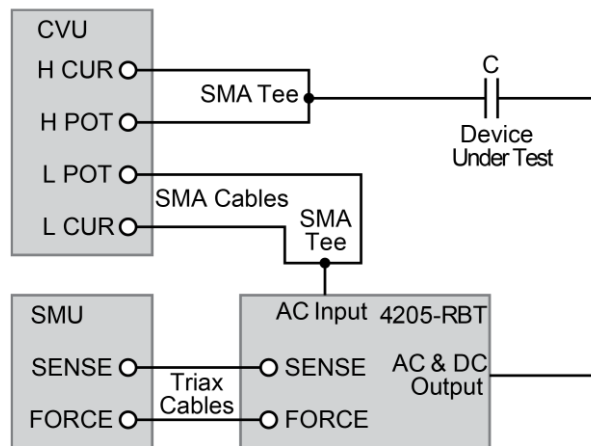 CVU
H CUR
H POT
L POT
L CUR
SMA Tee
C
Device
Under Test
SMA Cables
SMA
Tee
SMU
SENSE
FORCE
Triax
Cables
AC Input
4205-RBT
SENSE
FORCE
AC & DC
Output